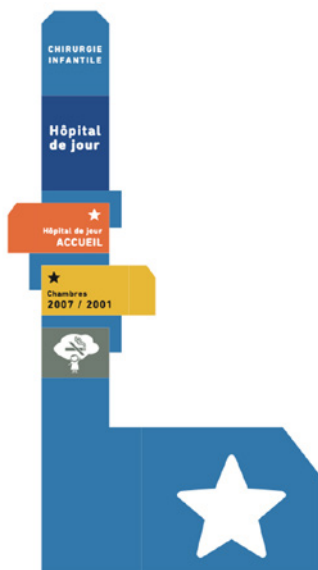 CHIRURGIE
INFANTILE
Hôpital
de jour
Hôpital de jour
ACCUEIL
Chambres
2007 / 2001